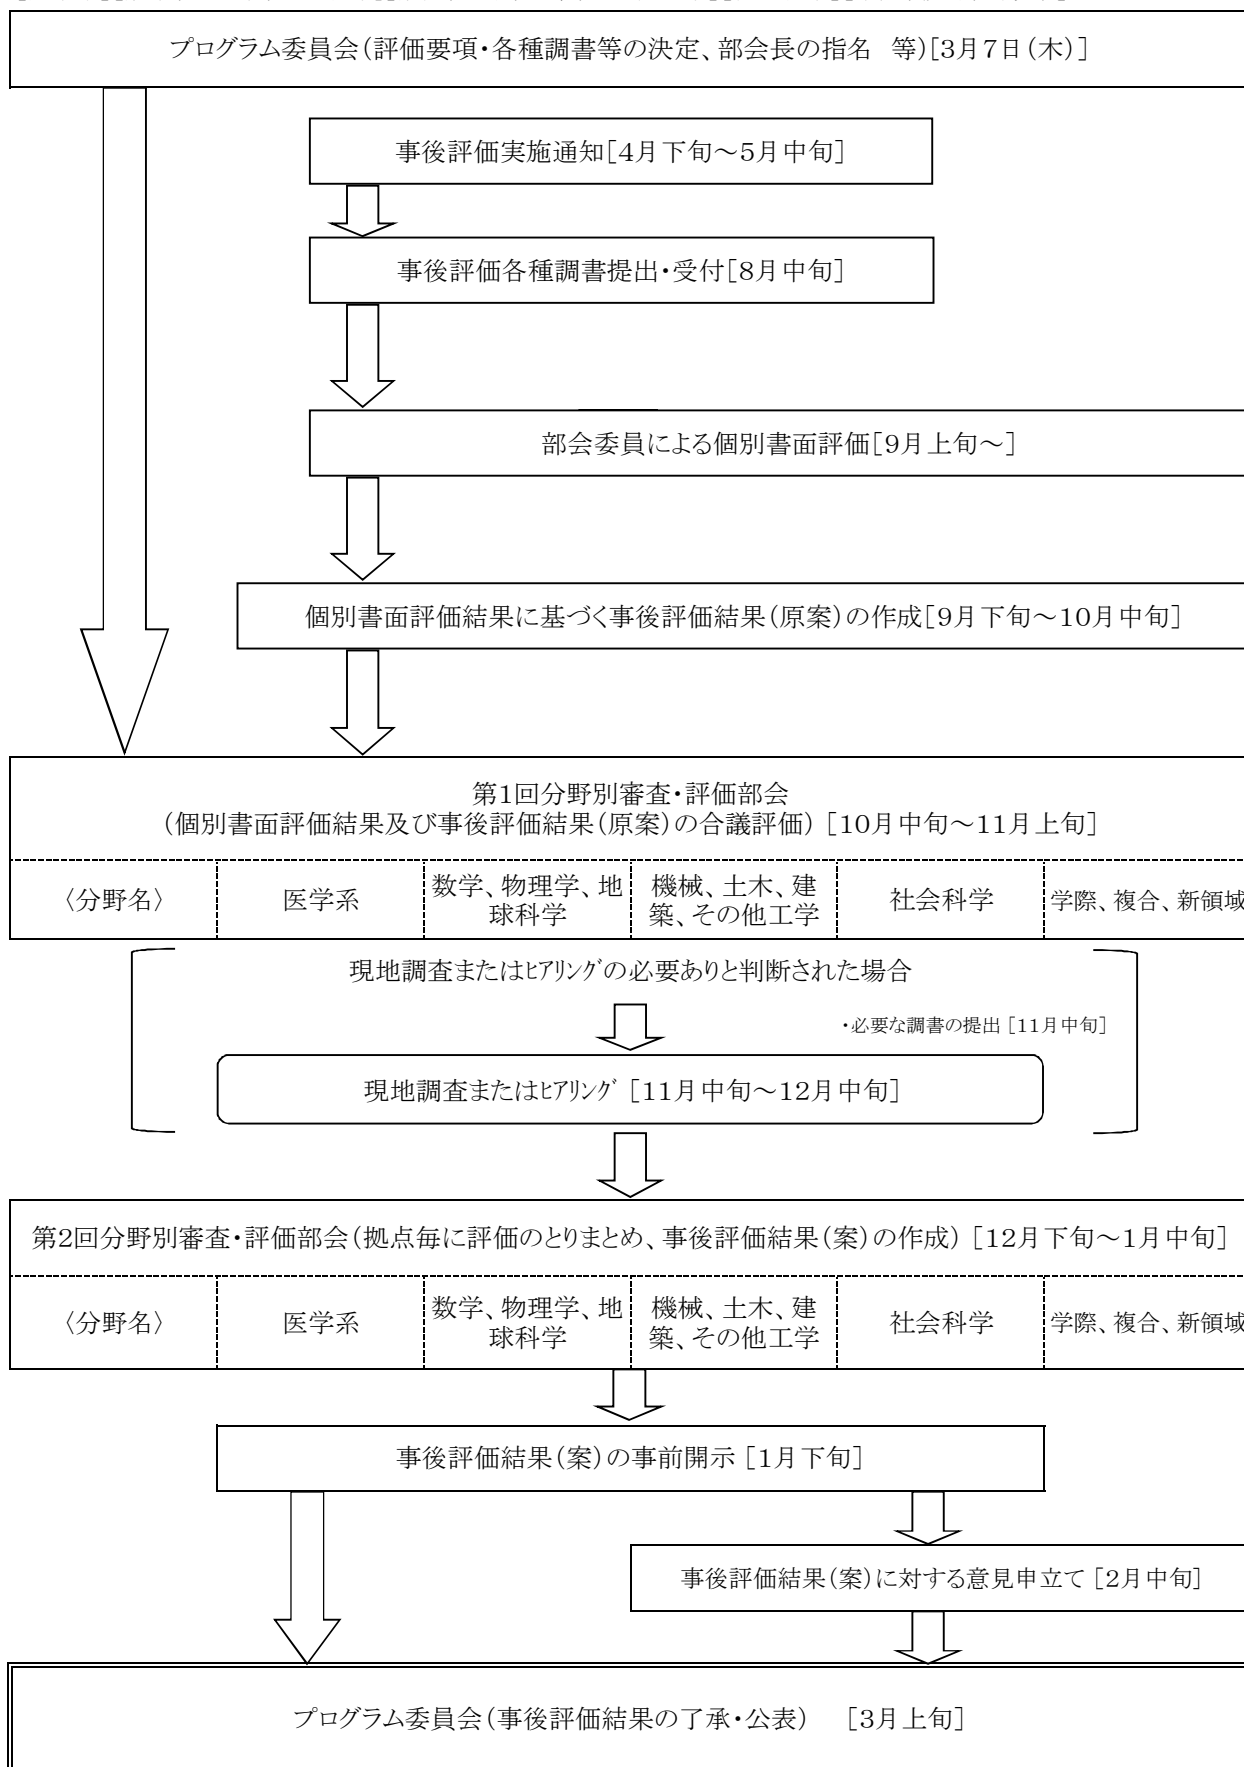 プログラム委員会(評価要項・各種調書等の決定、部会長の指名 等)[3月7日(木)]
事後評価実施通知[4月下旬~5月中旬]
事後評価各種調書提出・受付[8月中旬]
部会委員による個別書面評価[9月上旬~]
個別書面評価結果に基づく事後評価結果(原案)の作成[9月下旬~10月中旬]
第1回分野別審査・評価部会
(個別書面評価結果及び事後評価結果(原案)の合議評価) [10月中旬~11月上旬]
〈分野名〉
医学系
数学、物理学、地
球科学
機械、土木、建
築、その他工学
社会科学
学際、複合、新領域
現地調査またはヒアリングの必要ありと判断された場合
・必要な調書の提出 [11月中旬]
現地調査またはヒアリング [11月中旬~12月中旬]
第2回分野別審査・評価部会(拠点毎に評価のとりまとめ、事後評価結果(案)の作成) [12月下旬~1月中旬]
〈分野名〉
医学系
数学、物理学、地
球科学
機械、土木、建
築、その他工学
社会科学
学際、複合、新領域
事後評価結果(案)の事前開示 [1月下旬]
事後評価結果(案)に対する意見申立て [2月中旬]
プログラム委員会(事後評価結果の了承・公表) [3月上旬]